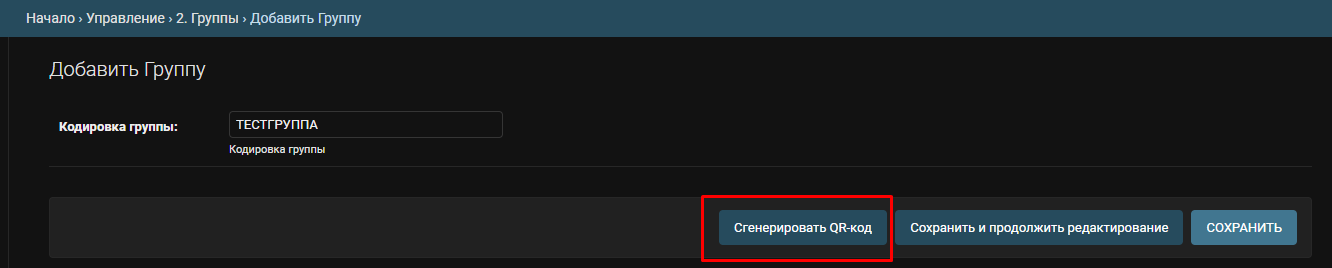 Начало › Управление › 2. Группы › Добавить Группу
Добавить Группу
Кодировка группы: ТЕСТГРУППА
Кодировка группы
Сгенерировать QR-код Сохранить и продолжить редактирование СОХРАНИТЬ